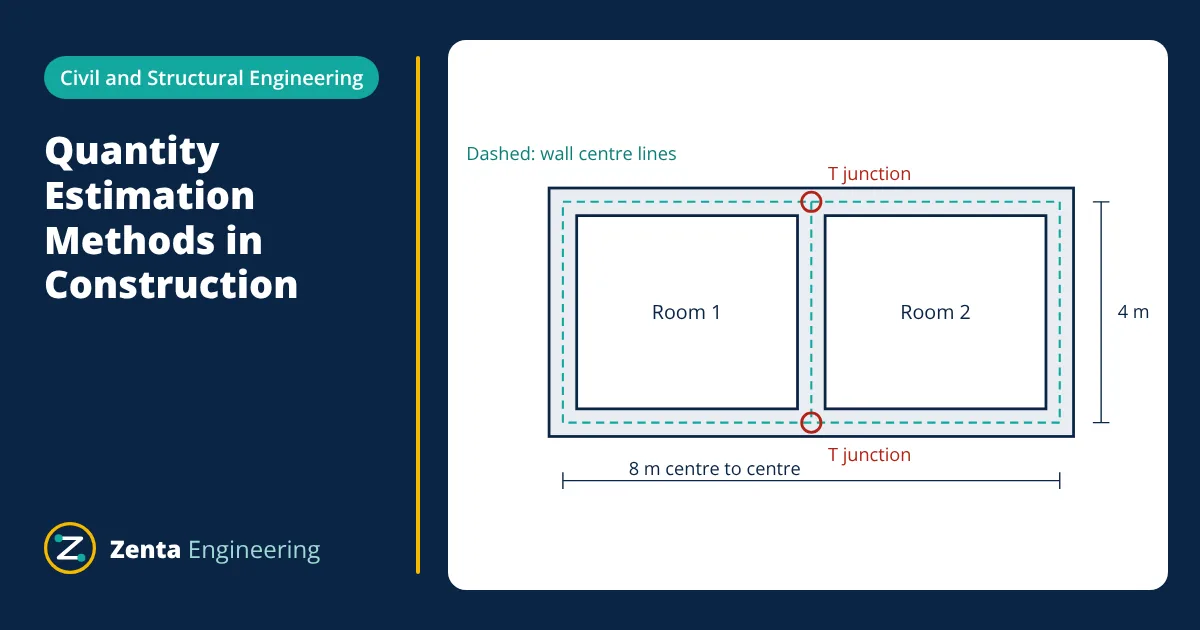 Civil and Structural Engineering
Quantity
Estimation
Methods in
Construction
Zenta Engineering
Dashed: wall centre lines
T junction
Room 1
Room 2
4 m
T junction
8 m centre to centre